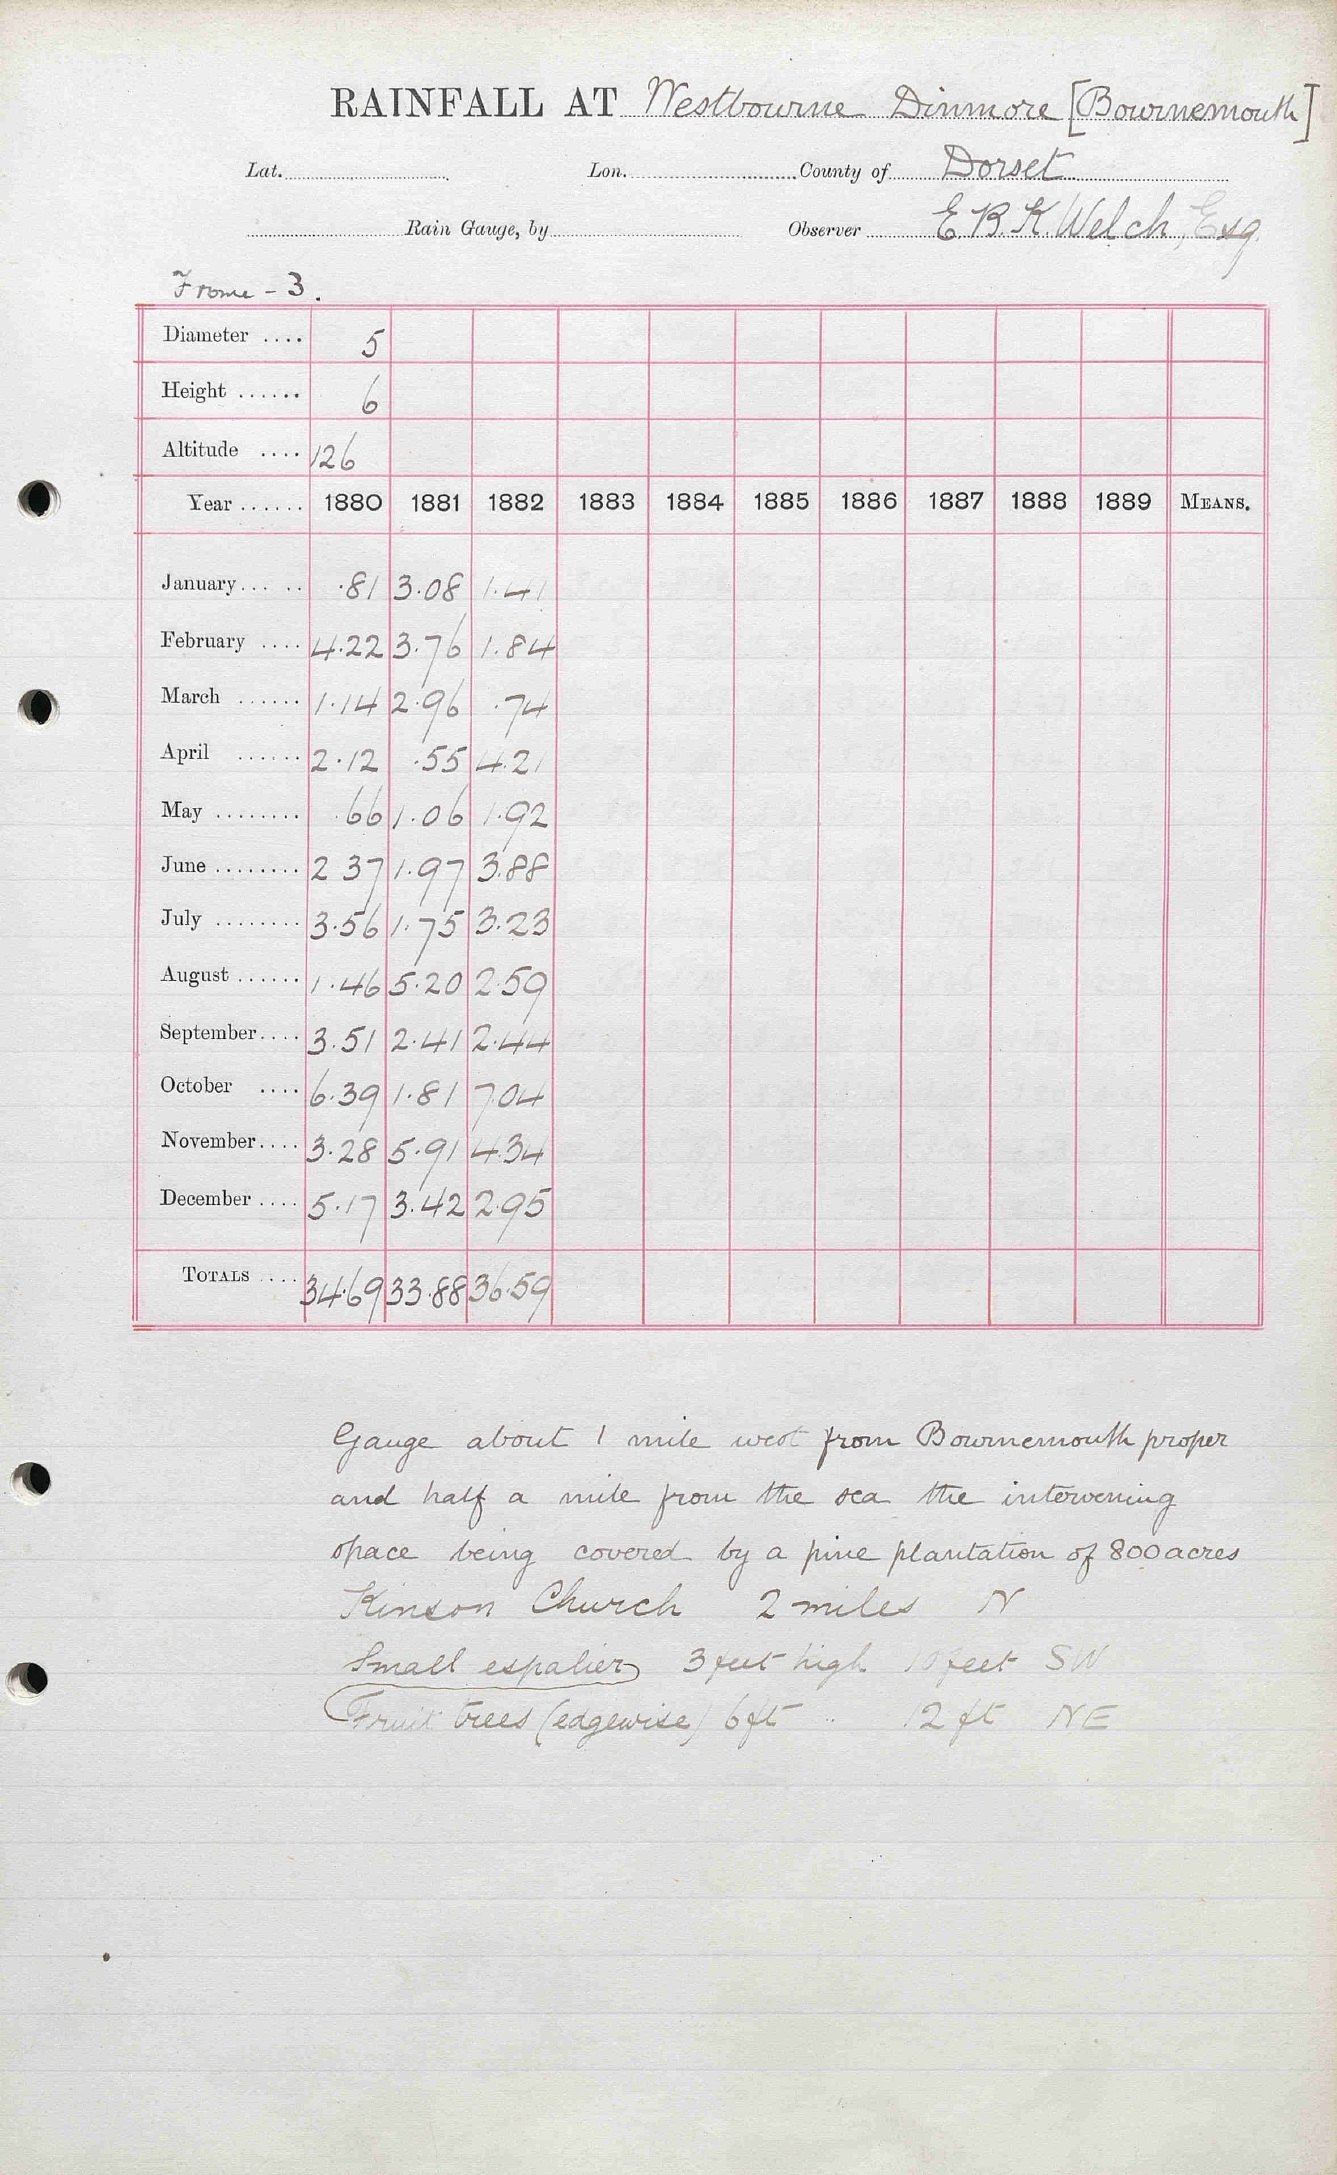 RAINFALL AT Westbourne Dinmore [Bournemouth]
Lat. Lon. County of Dorset
Rain Gauge, by Observer E. B. K. Welch, Esq.
Frome - 3.
Diameter .... 5
Height ...... 6
Altitude .... 126
Year ...... 1880 1881 1882 1883 1884 1885 1886 1887 1888 1889 MEANS.
January.... .. .81 3.08 1.41
February .... 4.22 3.76 1.84
March ...... 1.14 2.96 .74
April ...... 2.12 .55 4.21
May ........ .66 1.06 1.92
June ........ 2 37 1.97 3.88
July ........ 3.56 1.75 3.23
August ...... 1.46 5.20 2.59
September.... 3.51 2.41 2.44
October .... 6.39 1.81 7.04
November.... 3.28 5.91 4.34
December .... 5.17 3.42 2.95
TOTALS .... 34.69 33.88 36.59
Gauge about 1 mile west from Bournemouth proper
and half a mile from the sea the intervening
space being covered by a pine plantation of 800 acres
Kinson Church 2 miles N
Small espalier 3 feet high 10 feet SW
Fruit trees (edgewise) 6 ft .. 12 ft NE